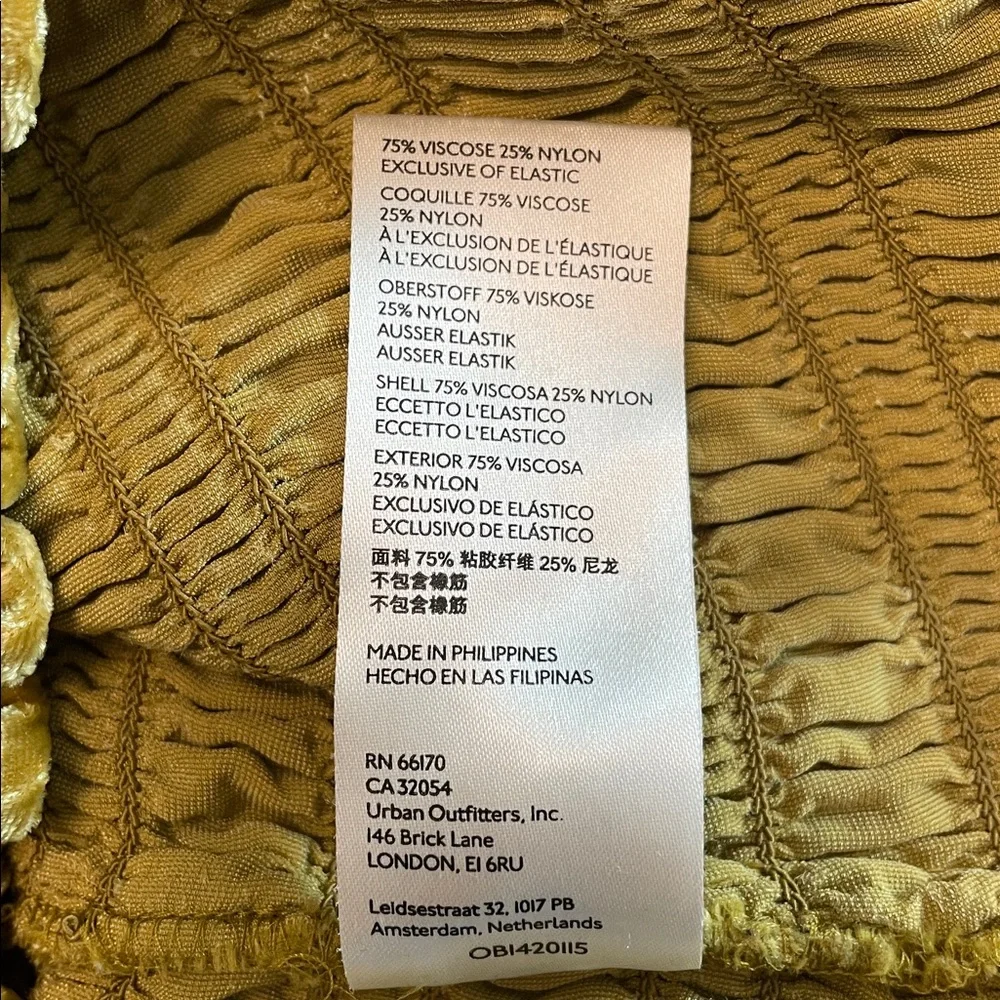 75% VISCOSE 25% NYLON
EXCLUSIVE OF ELASTIC
COQUILLE 75% VISCOSE
25% NYLON
À L'EXCLUSION DE L'ÉLASTIQUE
À L'EXCLUSION DE L'ÉLASTIQUE
OBERSTOFF 75% VISKOSE
25% NYLON
AUSSER ELASTIK
AUSSER ELASTIK
SHELL 75% VISCOSA 25% NYLON
ECCETTO L'ELASTICO
ECCETTO L'ELASTICO
EXTERIOR 75% VISCOSA
25% NYLON
EXCLUSIVO DE ELÁSTICO
EXCLUSIVO DE ELÁSTICO
面料 75% 粘胶纤维 25% 尼龙
不包含橡筋
不包含橡筋
MADE IN PHILIPPINES
HECHO EN LAS FILIPINAS
RN 66170
CA 32054
Urban Outfitters, Inc.
146 Brick Lane
LONDON, E1 6RU
Leidsestraat 32, 1017 PB
Amsterdam, Netherlands
OB1420115